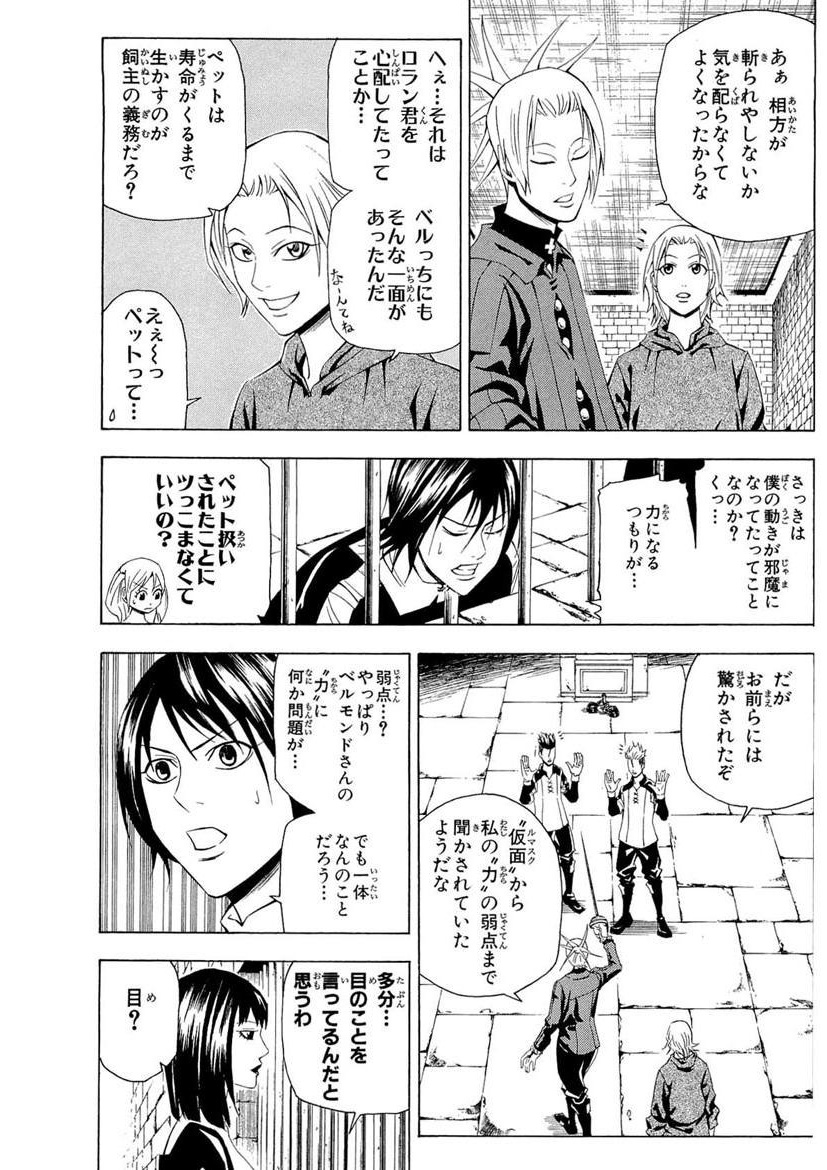 あぁ 相方が
斬られやしないか
気を配らなくて
よくなったからな
へぇ…それは
ロラン君を
心配してたって
ことか…
ベルっちにも
そんな一面が
あったんだ
なーんてね
ペットは
寿命がくるまで
生かすのが
飼主の義務だろ？
えぇ〜っ
ペットって…
さっきは
僕の動きが邪魔に
なってたってこと
なのか？
くっ…
力になる
つもりが…
ペット扱い
されたことに
ツっこまなくて
いいの？
だが
お前らには
驚かされたぞ
〝仮面〟から
私の〝力〟の弱点まで
聞かされていた
ようだな
弱点…？
やっぱり
ベルモンドさんの
〝力〟に
何か問題が…
でも一体
なんのこと
だろう…
多分…
目のことを
言ってるんだと
思うわ
目？